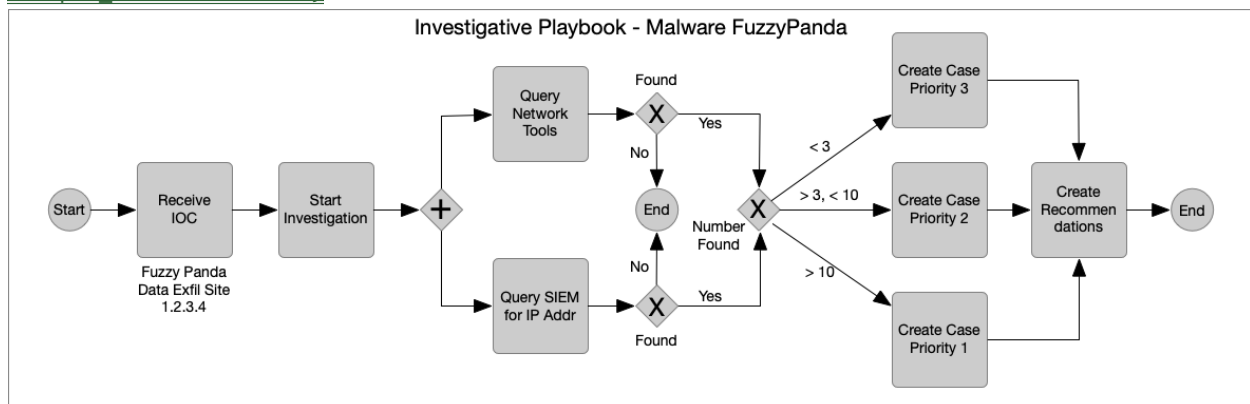 Investigative Playbook - Malware FuzzyPanda
Start
Receive
IOC
Fuzzy Panda
Data Exfil Site
1.2.3.4
Start
Investigation
+
Query
Network
Tools
Query SIEM
for IP Addr
Found
X
Yes
No
End
No
X
Yes
Found
Number
Found
X
< 3
> 3, < 10
> 10
Create Case
Priority 3
Create Case
Priority 2
Create Case
Priority 1
Create
Recommen
dations
End